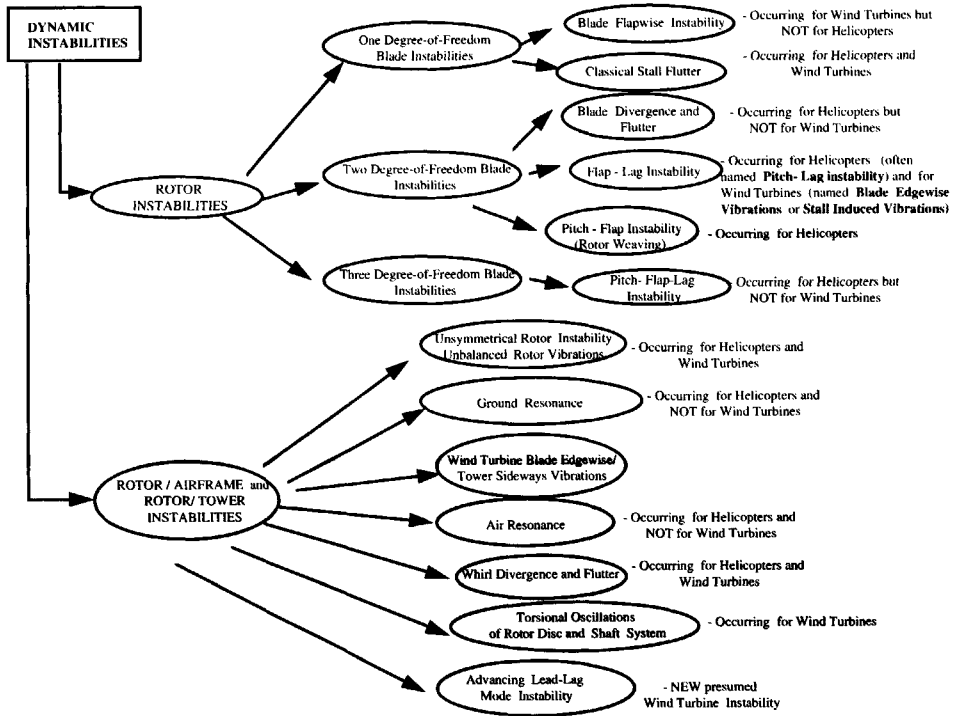 DYNAMIC
INSTABILITIES
One Degree-of-Freedom
Blade Instabilities
Blade Flapwise Instability
- Occurring for Wind Turbines but
NOT for Helicopters
Classical Stall Flutter
- Occurring for Helicopters and
Wind Turbines
ROTOR
INSTABILITIES
Two Degree-of-Freedom Blade
Instabilities
Blade Divergence and
Flutter
- Occurring for Helicopters but
NOT for Wind Turbines
Flap - Lag Instability
- Occurring for Helicopters (often
named Pitch- Lag instability) and for
Wind Turbines (named Blade Edgewise
Vibrations or Stall Induced Vibrations)
Pitch - Flap Instability
(Rotor Weaving)
- Occurring for Helicopters
Three Degree-of-Freedom Blade
Instabilities
Pitch- Flap-Lag
Instability
Occurring for Helicopters but
NOT for Wind Turbines
ROTOR / AIRFRAME and
ROTOR/ TOWER
INSTABILITIES
Unsymmetrical Rotor Instability
Unbalanced Rotor Vibrations
- Occurring for Helicopters and
Wind Turbines
Ground Resonance
- Occurring for Helicopters and
NOT for Wind Turbines
Wind Turbine Blade Edgewise/
Tower Sideways Vibrations
Air Resonance
- Occurring for Helicopters and
NOT for Wind Turbines
Whirl Divergence and Flutter
- Occurring for Helicopters and
Wind Turbines
Torsional Oscillations
of Rotor Disc and Shaft System
- Occurring for Wind Turbines
Advancing Lead-Lag
Mode Instability
- NEW presumed
Wind Turbine Instability